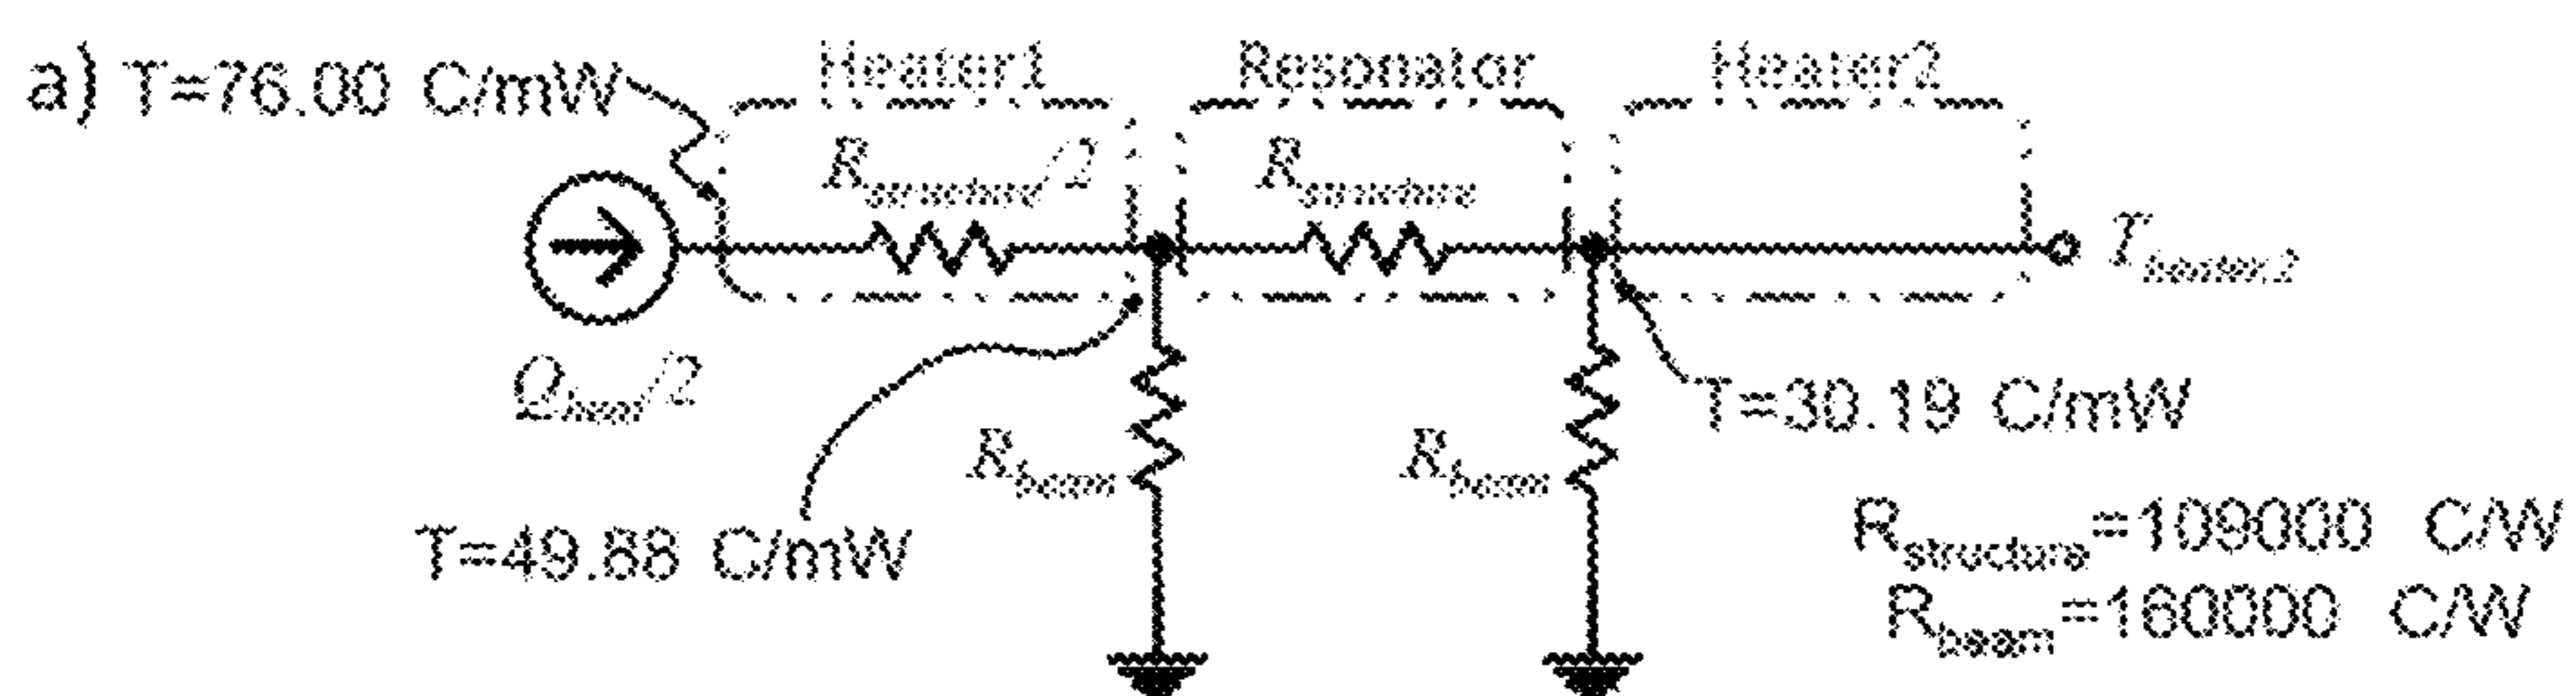 a) T=76.00 C/mW
Heater1
Resonator
Heater2
R_structure/2
R_structure
T_heater2
Q_heat/2
R_beam
R_beam
T=30.19 C/mW
T=49.88 C/mW
R_structure=109000 C/W
R_beam=160000 C/W